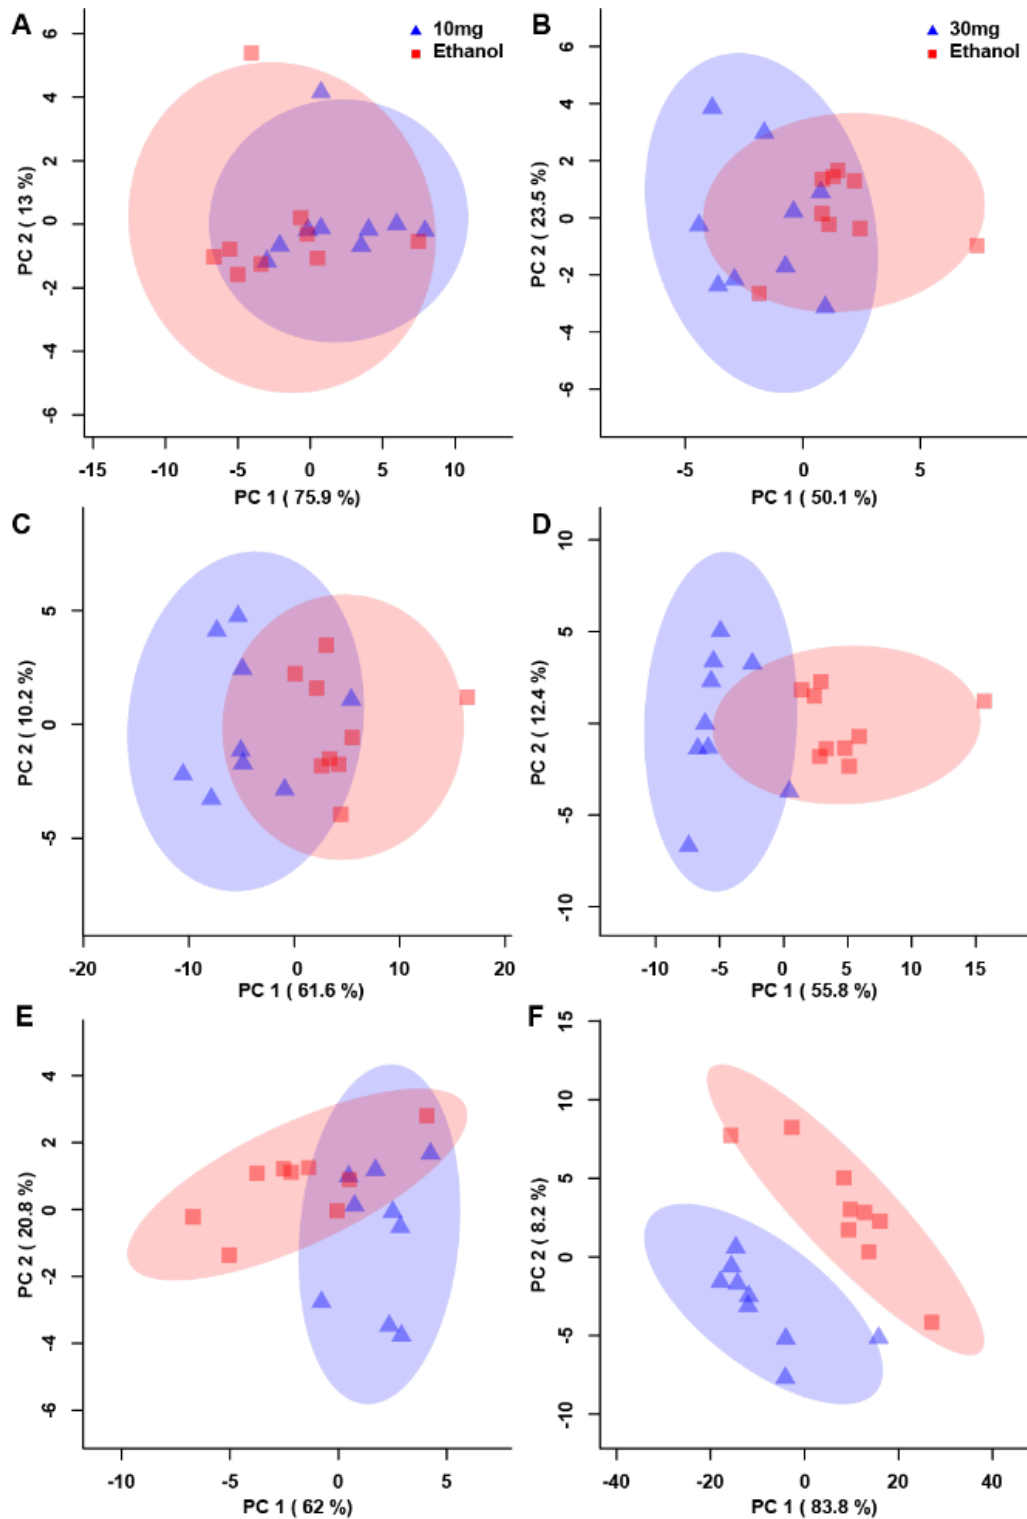 A
10mg
Ethanol
6
4
2
0
-2
-4
-6
PC 2 ( 13 %)
-15
-10
-5
0
5
10
PC 1 ( 75.9 %)
B
30mg
Ethanol
6
4
2
0
-2
-4
-6
PC 2 ( 23.5 %)
-5
0
5
PC 1 ( 50.1 %)
C
5
0
-5
PC 2 ( 10.2 %)
-20
-10
0
10
20
PC 1 ( 61.6 %)
D
10
5
0
-5
-10
PC 2 ( 12.4 %)
-10
-5
0
5
10
15
PC 1 ( 55.8 %)
E
4
2
0
-2
-4
-6
PC 2 ( 20.8 %)
-10
-5
0
5
PC 1 ( 62 %)
F
15
10
5
0
-5
-10
PC 2 ( 8.2 %)
-40
-20
0
20
40
PC 1 ( 83.8 %)